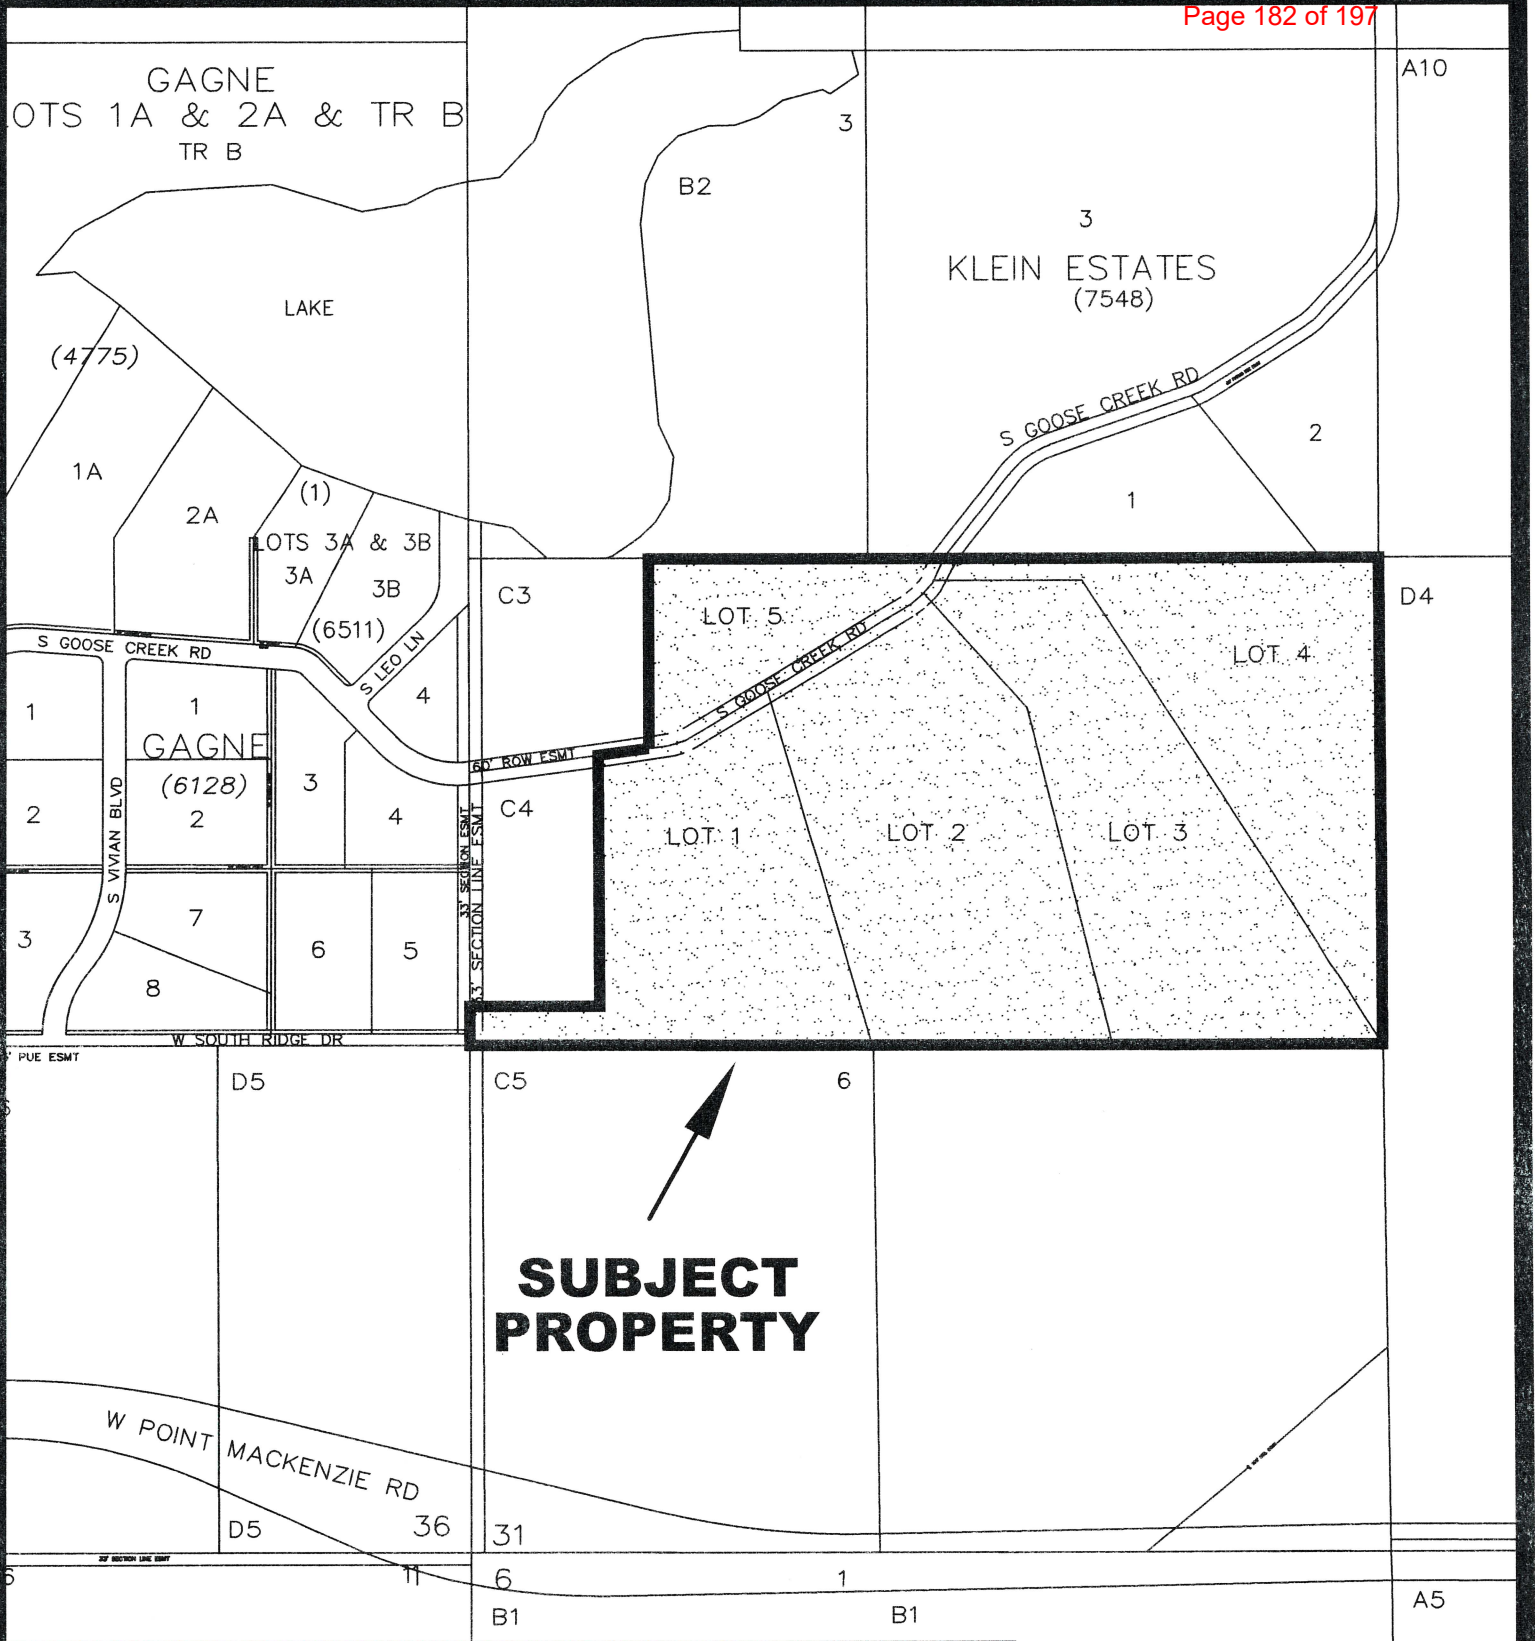 Page 182 of 197
GAGNE
OTS 1A & 2A & TR B
TR B
A10
3
B2
3
KLEIN ESTATES
(7548)
LAKE
(4775)
S GOOSE CREEK RD
2
1A
(1)
1
2A
LOTS 3A & 3B
3A
3B
C3
D4
(6511)
LOT 5
S GOOSE CREEK RD
S LEO LN
S GOOSE CREEK RD
LOT 4
4
1
1
GAGNE
(6128)
60' ROW ESMT
3
2
2
4
C4
S VIVIAN BLVD
33' SECTION ESMT
33' SECTION LINE ESMT
LOT 1
LOT 2
LOT 3
7
3
6
5
8
W SOUTH RIDGE DR
' PUE ESMT
D5
C5
6
SUBJECT
PROPERTY
W POINT MACKENZIE RD
D5
36
31
33' SECTION LINE ESMT
6
11
6
1
B1
B1
A5